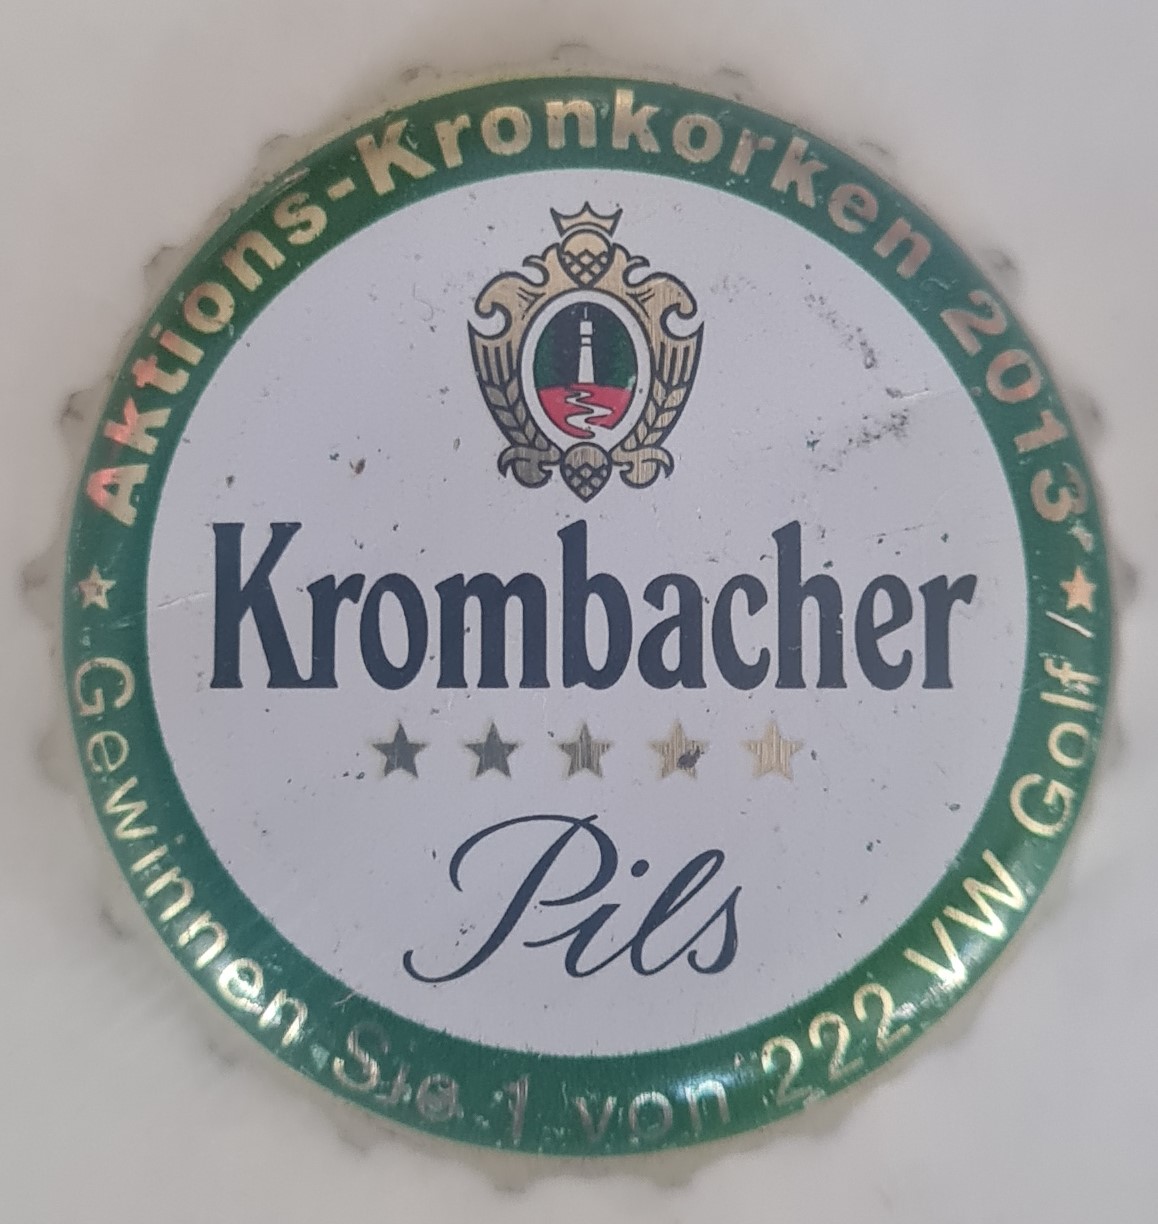 Aktions-Kronkorken 2013
Krombacher
Pils
Gewinnen Sie 1 von 222 VW Golf /